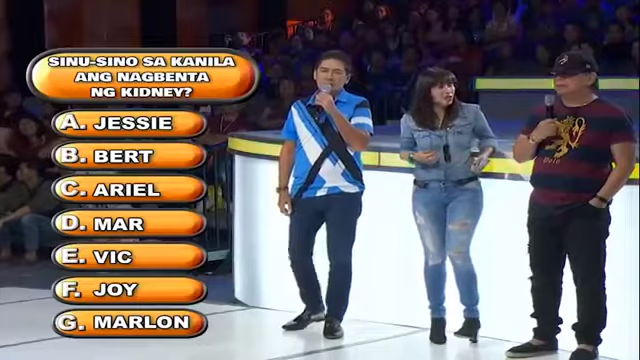 SINU-SINO SA KANILA
ANG NAGBENTA
NG KIDNEY?
A. JESSIE
B. BERT
C. ARIEL
D. MAR
E. VIC
F. JOY
G. MARLON